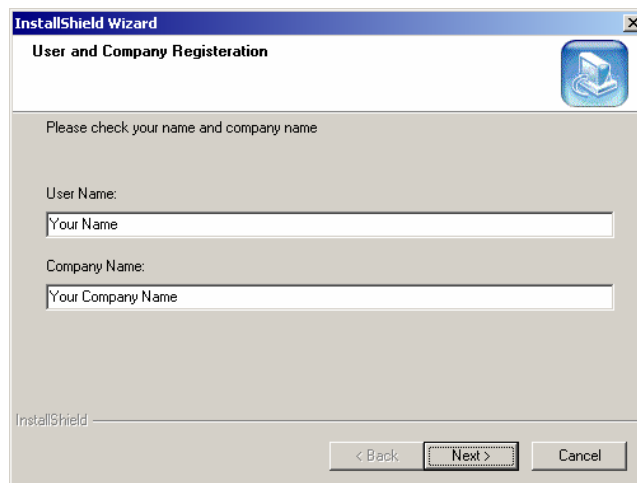 InstallShield Wizard
User and Company Registeration
Please check your name and company name
User Name:
Your Name
Company Name:
Your Company Name
InstallShield
< Back Next > Cancel